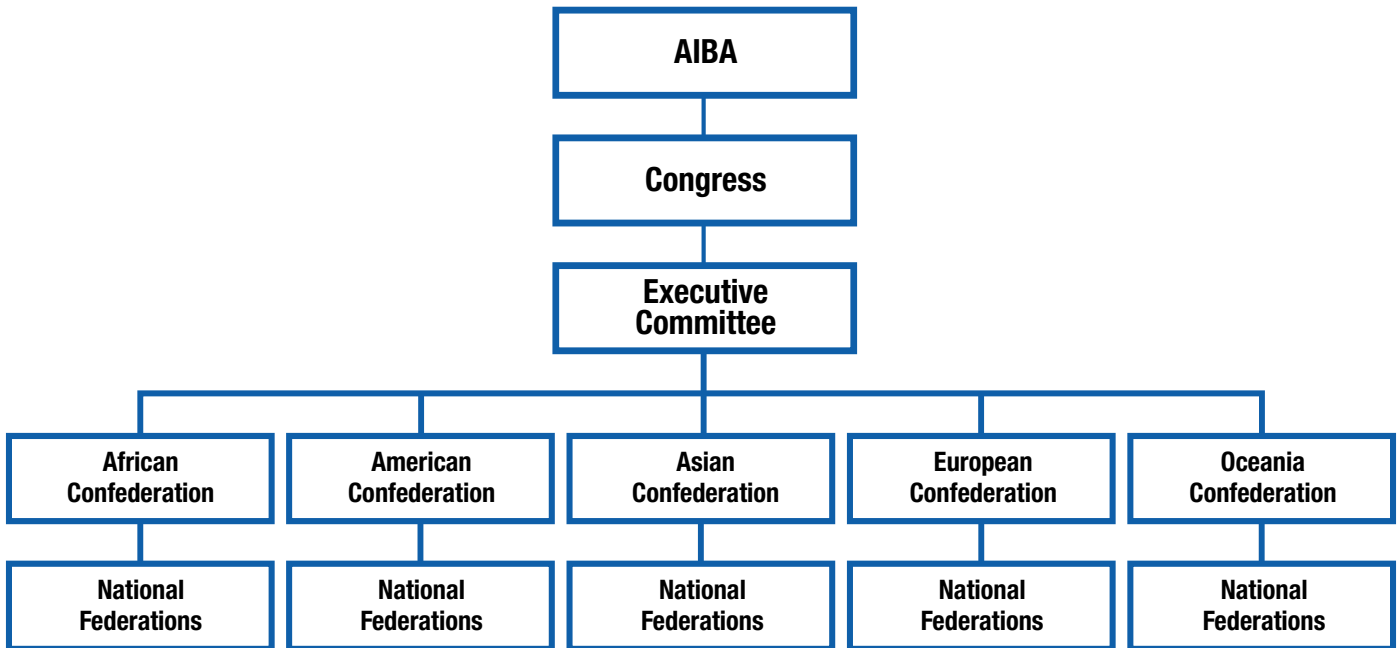 AIBA
Congress
Executive
Committee
African
Confederation
American
Confederation
Asian
Confederation
European
Confederation
Oceania
Confederation
National
Federations
National
Federations
National
Federations
National
Federations
National
Federations